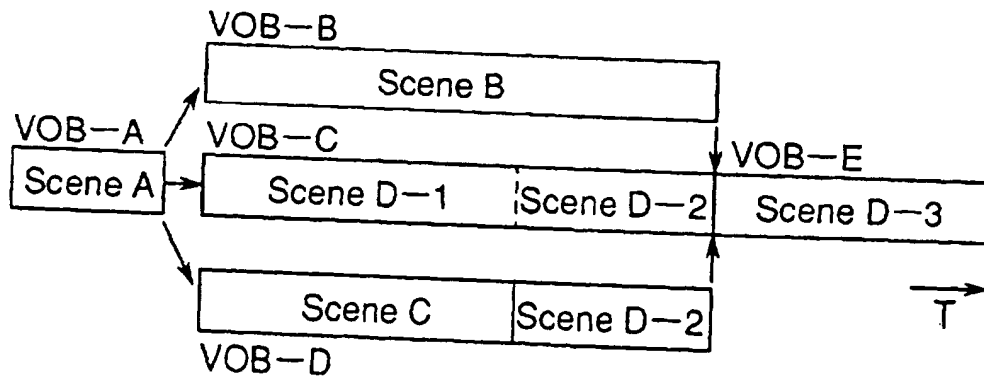 VOB—B
Scene B
VOB—A
VOB—C
VOB—E
Scene A
Scene D—1
Scene D—2
Scene D—3
Scene C
Scene D—2
T
VOB—D